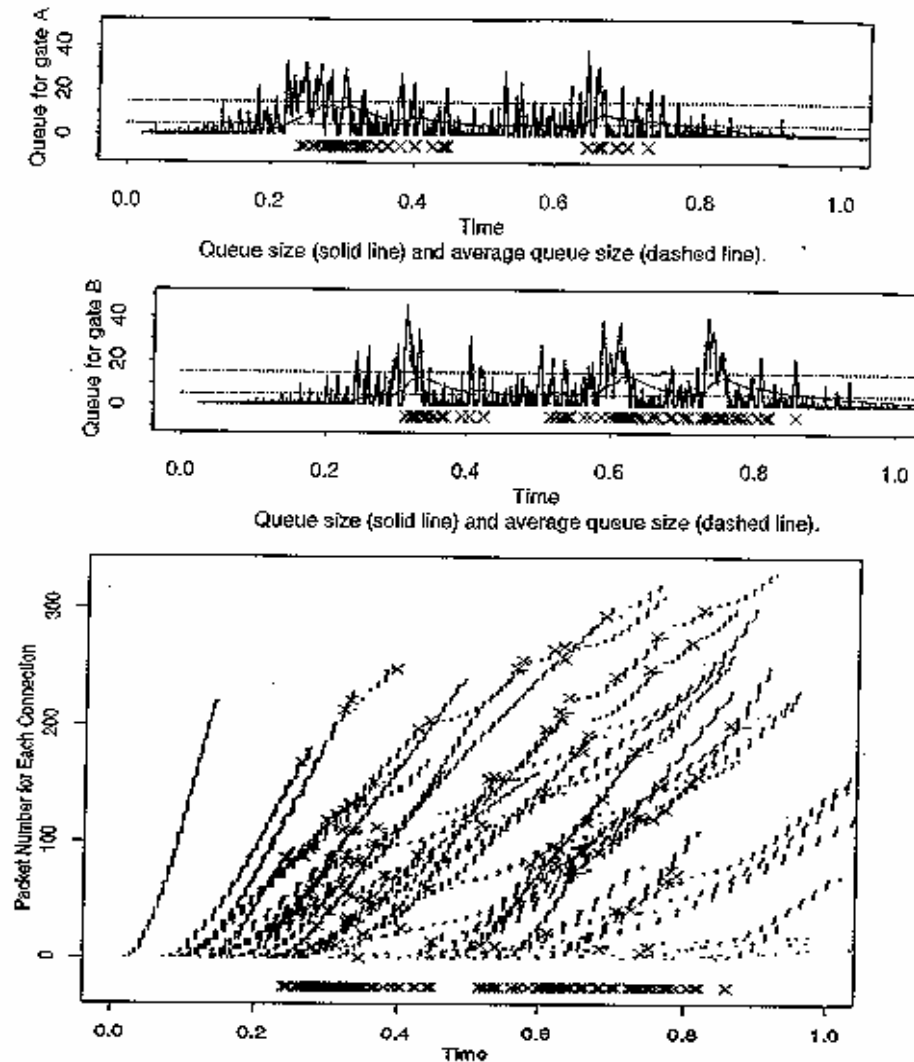 Queue for gate A
0 20 40
0.0 0.2 0.4 0.6 0.8 1.0
Time
Queue size (solid line) and average queue size (dashed line).
Queue for gate B
0 20 40
0.0 0.2 0.4 0.6 0.8 1.0
Time
Queue size (solid line) and average queue size (dashed line).
Packet Number for Each Connection
300
200
100
0
0.0 0.2 0.4 0.6 0.8 1.0
Time